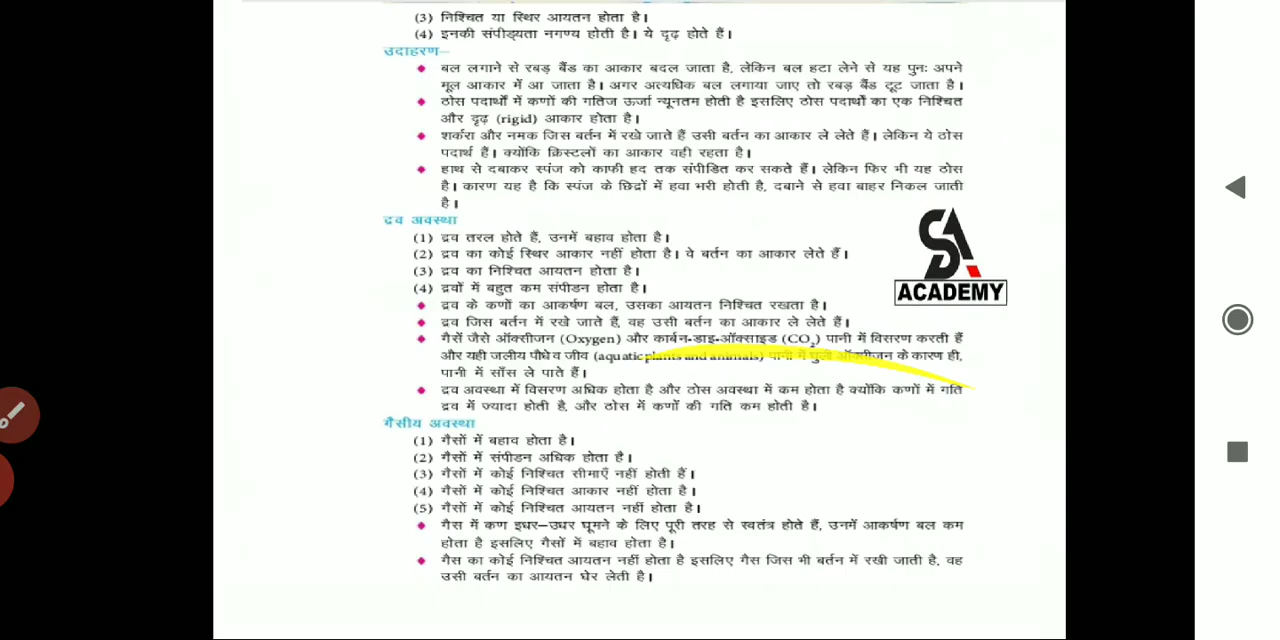 (3) निश्चित या स्थिर आयतन होता है।
(4) इनकी संपीड्यता नगण्य होती है। ये दृढ़ होते हैं।
उदाहरण–
◆ बल लगाने से रबड़ बैंड का आकार बदल जाता है, लेकिन बल हटा लेने से यह पुनः अपने
मूल आकार में आ जाता है। अगर अत्यधिक बल लगाया जाए तो रबड़ बैंड टूट जाता है।
◆ ठोस पदार्थों में कणों की गतिज ऊर्जा न्यूनतम होती है इसलिए ठोस पदार्थों का एक निश्चित
और दृढ़ (rigid) आकार होता है।
◆ शर्करा और नमक जिस बर्तन में रखे जाते हैं उसी बर्तन का आकार ले लेते हैं। लेकिन ये ठोस
पदार्थ हैं। क्योंकि क्रिस्टलों का आकार वही रहता है।
◆ हाथ से दबाकर स्पंज को काफी हद तक संपीडित कर सकते हैं। लेकिन फिर भी यह ठोस
है। कारण यह है कि स्पंज के छिद्रों में हवा भरी होती है, दबाने से हवा बाहर निकल जाती
है।
द्रव अवस्था
(1) द्रव तरल होते हैं, उनमें बहाव होता है।
(2) द्रव का कोई स्थिर आकार नहीं होता है। वे बर्तन का आकार लेते हैं।
(3) द्रव का निश्चित आयतन होता है।
(4) द्रवों में बहुत कम संपीडन होता है।
◆ द्रव के कणों का आकर्षण बल, उसका आयतन निश्चित रखता है।
◆ द्रव जिस बर्तन में रखे जाते हैं, वह उसी बर्तन का आकार ले लेते हैं।
◆ गैसें जैसे ऑक्सीजन (Oxygen) और कार्बन-डाइ-ऑक्साइड (CO₂) पानी में विसरण करती हैं
और यही जलीय पौधे व जीव (aquatic plants and animals) पानी में घुली ऑक्सीजन के कारण ही,
पानी में साँस ले पाते हैं।
◆ द्रव अवस्था में विसरण अधिक होता है और ठोस अवस्था में कम होता है क्योंकि कणों में गति
द्रव में ज्यादा होती है, और ठोस में कणों की गति कम होती है।
गैसीय अवस्था
(1) गैसों में बहाव होता है।
(2) गैसों में संपीडन अधिक होता है।
(3) गैसों में कोई निश्चित सीमाएँ नहीं होती हैं।
(4) गैसों में कोई निश्चित आकार नहीं होता है।
(5) गैसों में कोई निश्चित आयतन नहीं होता है।
◆ गैस में कण इधर–उधर घूमने के लिए पूरी तरह से स्वतंत्र होते हैं, उनमें आकर्षण बल कम
होता है इसलिए गैसों में बहाव होता है।
◆ गैस का कोई निश्चित आयतन नहीं होता है इसलिए गैस जिस भी बर्तन में रखी जाती है, वह
उसी बर्तन का आयतन घेर लेती है।
SA
ACADEMY